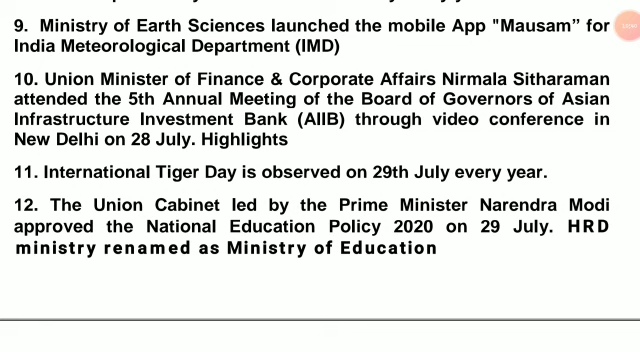 9. Ministry of Earth Sciences launched the mobile App "Mausam” for
India Meteorological Department (IMD)
10. Union Minister of Finance & Corporate Affairs Nirmala Sitharaman
attended the 5th Annual Meeting of the Board of Governors of Asian
Infrastructure Investment Bank (AIIB) through video conference in
New Delhi on 28 July. Highlights
11. International Tiger Day is observed on 29th July every year.
12. The Union Cabinet led by the Prime Minister Narendra Modi
approved the National Education Policy 2020 on 29 July. HRD
ministry renamed as Ministry of Education